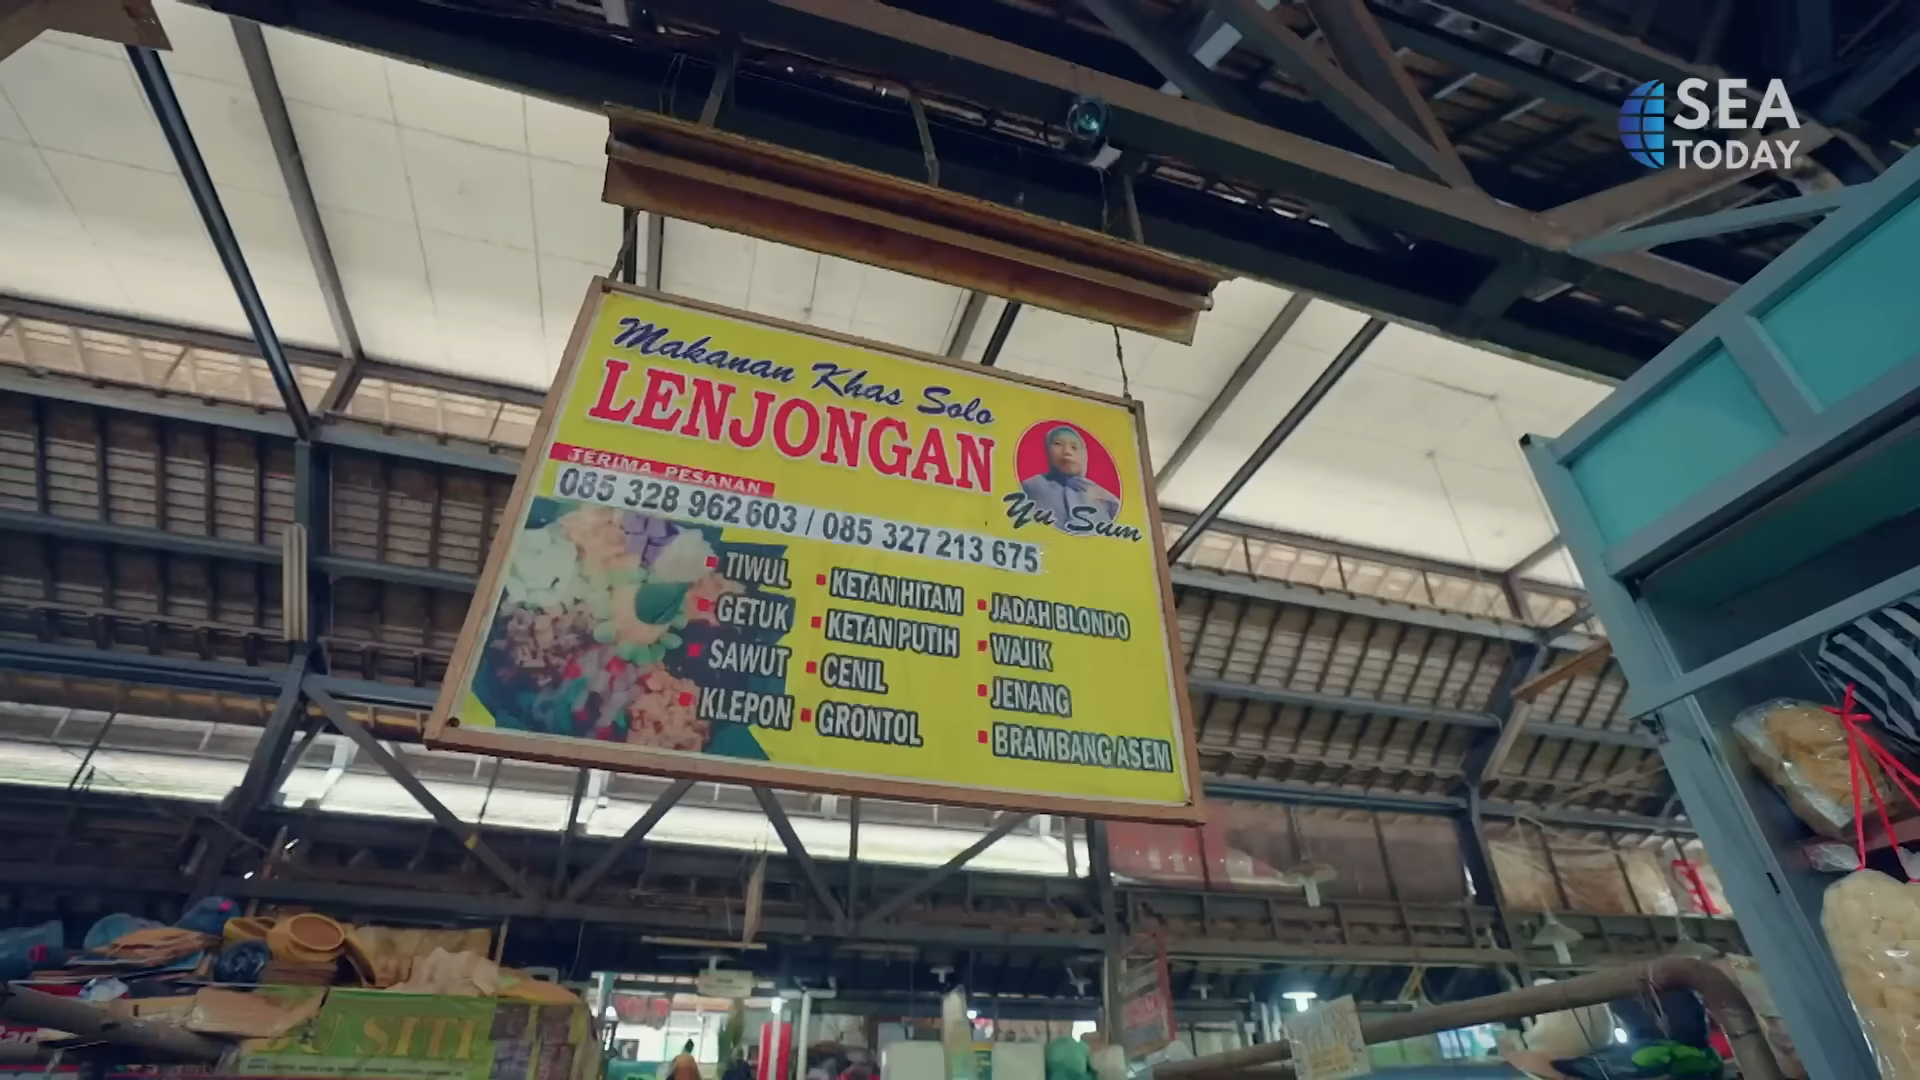 SEA
TODAY
Makanan Khas Solo
LENJONGAN
TERIMA PESANAN
085 328 962 603 / 085 327 213 675
Yu Sum
TIWUL
GETUK
SAWUT
KLEPON
KETAN HITAM
KETAN PUTIH
CENIL
GRONTOL
JADAH BLONDO
WAJIK
JENANG
BRAMBANG ASEM
BU SITI